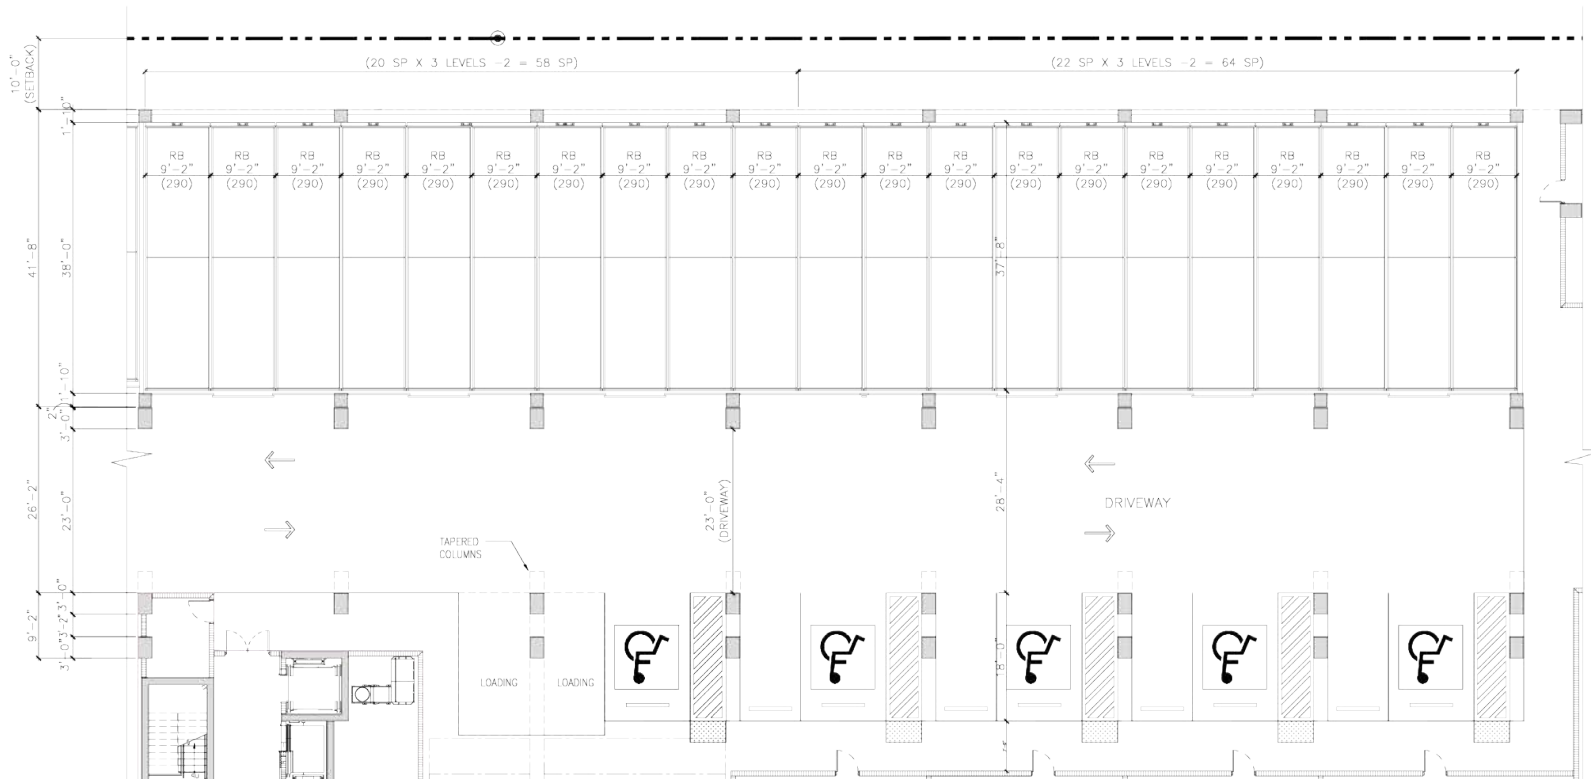 (20 SP X 3 LEVELS -2 = 58 SP)
(22 SP X 3 LEVELS -2 = 64 SP)
10'-0"
(SETBACK)
1'-10"
RB RB RB RB RB RB RB RB RB RB RB RB RB RB RB RB RB RB RB RB RB
9'-2" 9'-2" 9'-2" 9'-2" 9'-2" 9'-2" 9'-2" 9'-2" 9'-2" 9'-2" 9'-2" 9'-2" 9'-2" 9'-2" 9'-2" 9'-2" 9'-2" 9'-2" 9'-2" 9'-2" 9'-2"
(290) (290) (290) (290) (290) (290) (290) (290) (290) (290) (290) (290) (290) (290) (290) (290) (290) (290) (290) (290) (290)
41'-8"
38'-0"
37'-8"
1'-10"
2"
3'-0"
26'-2"
23'-0"
23'-0"
(DRIVEWAY)
28'-4"
DRIVEWAY
TAPERED
COLUMNS
3'-0"
9'-2"
3'-2"
3'-0"
18'-0"
LOADING
LOADING